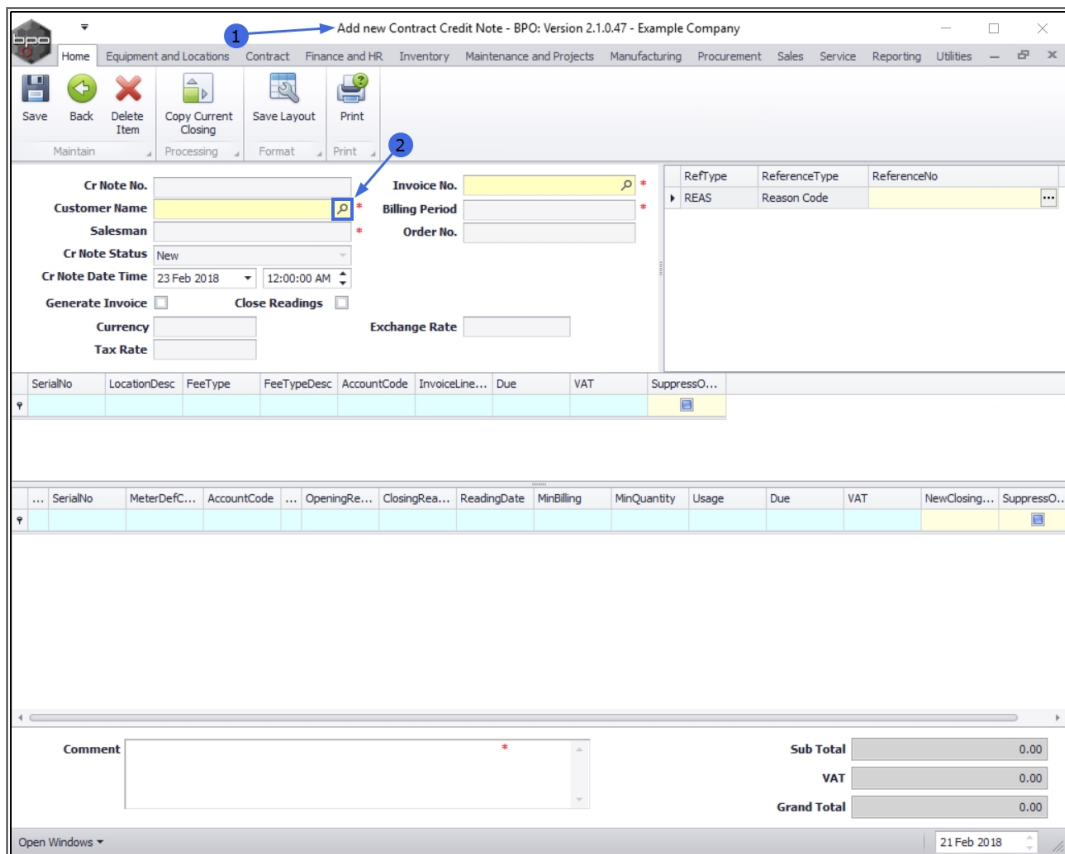 1
Add new Contract Credit Note - BPO: Version 2.1.0.47 - Example Company
bpo
Home Equipment and Locations Contract Finance and HR Inventory Maintenance and Projects Manufacturing Procurement Sales Service Reporting Utilities
Save Back Delete Item Copy Current Closing Save Layout Print
Maintain Processing Format Print
2
Cr Note No. Invoice No. *
Customer Name * Billing Period *
Salesman * Order No.
Cr Note Status New
Cr Note Date Time 23 Feb 2018 12:00:00 AM
Generate Invoice Close Readings
Currency Exchange Rate
Tax Rate
RefType ReferenceType ReferenceNo
REAS Reason Code ...
SerialNo LocationDesc FeeType FeeTypeDesc AccountCode InvoiceLine... Due VAT SuppressO...
... SerialNo MeterDefC... AccountCode ... OpeningRe... ClosingRea... ReadingDate MinBilling MinQuantity Usage Due VAT NewClosing... SuppressO...
Comment *
Sub Total 0.00
VAT 0.00
Grand Total 0.00
Open Windows 21 Feb 2018